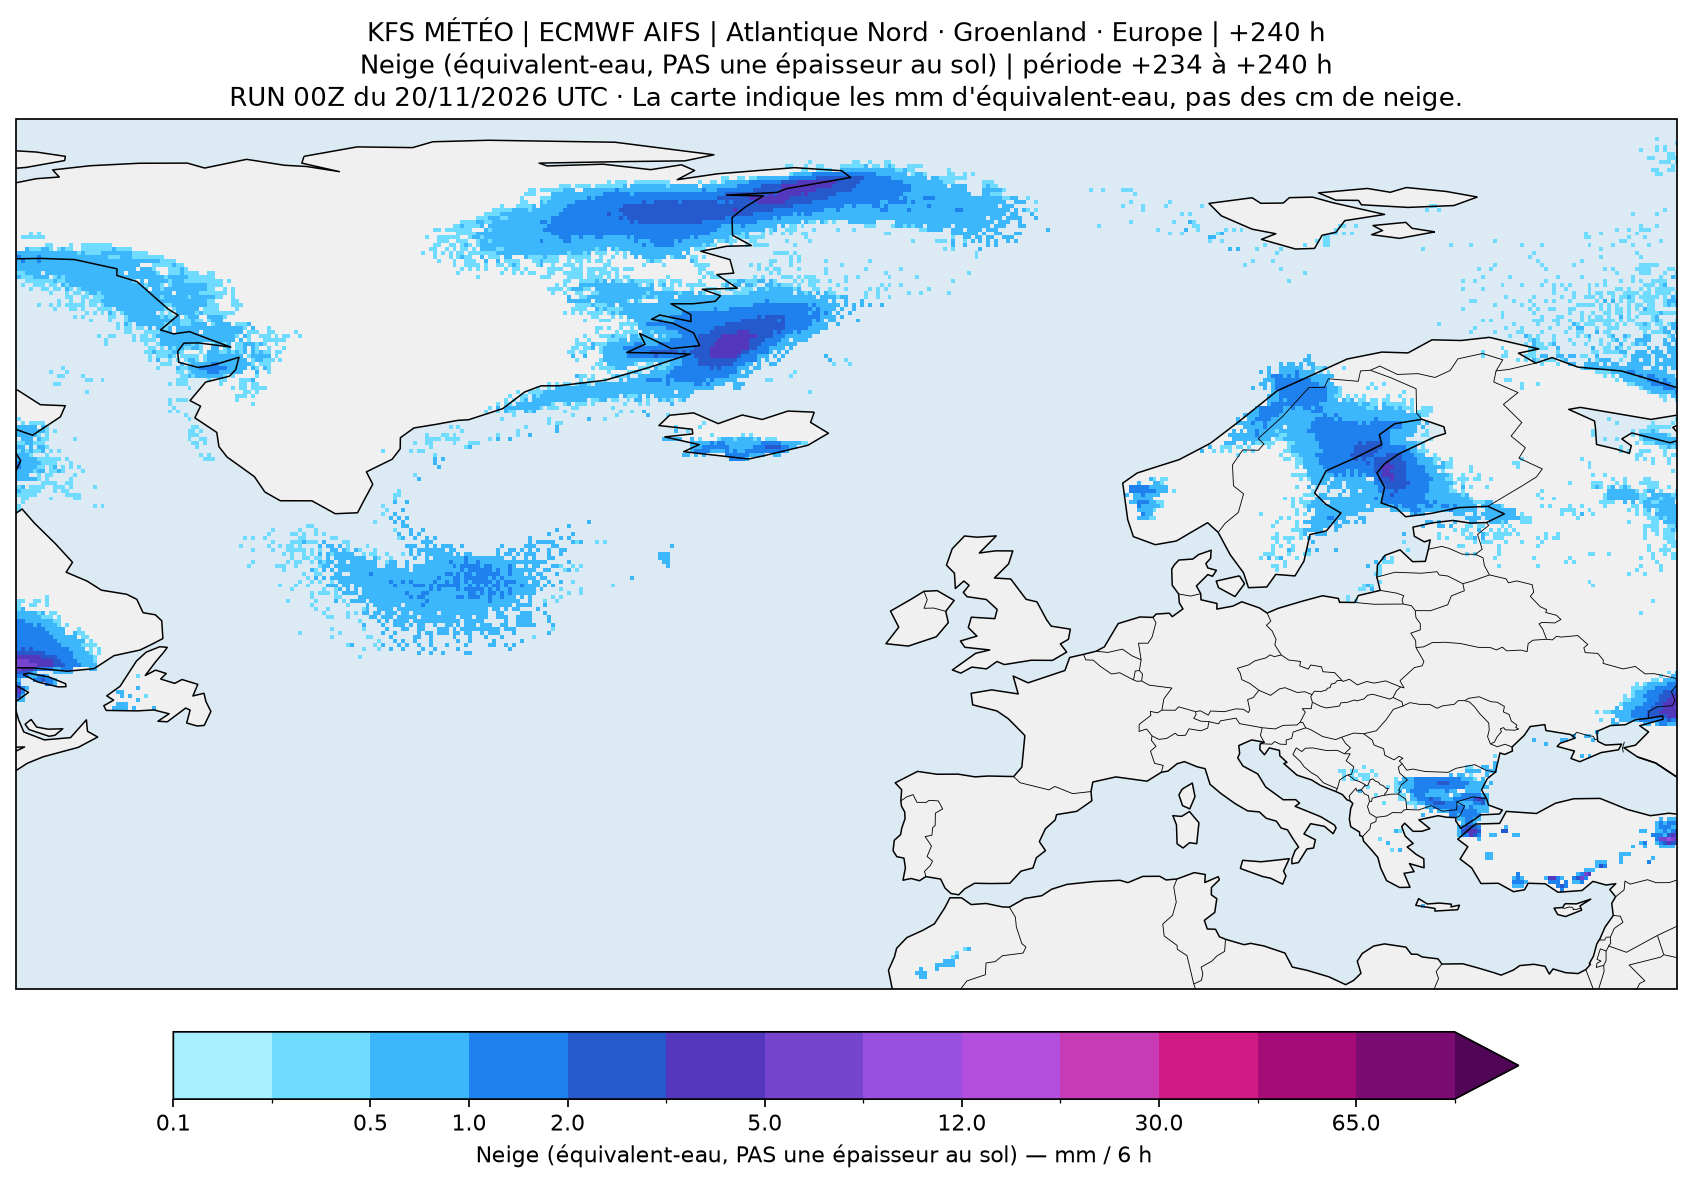 KFS MÉTÉO | ECMWF AIFS | Atlantique Nord · Groenland · Europe | +240 h
Neige (équivalent-eau, PAS une épaisseur au sol) | période +234 à +240 h
RUN 00Z du 20/11/2026 UTC · La carte indique les mm d'équivalent-eau, pas des cm de neige.
0.1 0.5 1.0 2.0 5.0 12.0 30.0 65.0
Neige (équivalent-eau, PAS une épaisseur au sol) — mm / 6 h